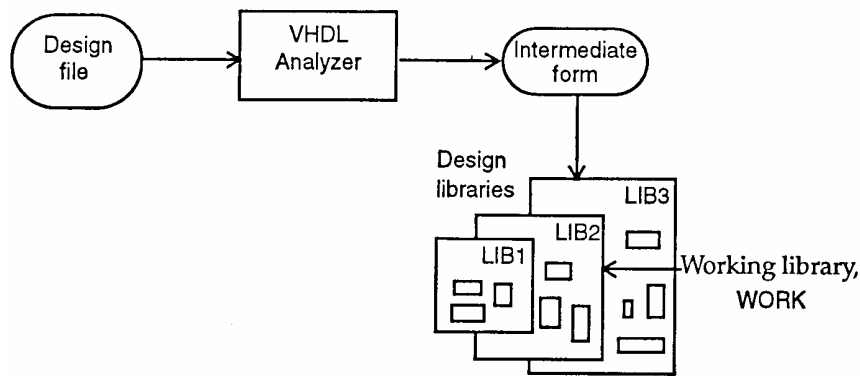 Design
file
VHDL
Analyzer
Intermediate
form
Design
libraries
LIB3
LIB2
LIB1
Working library,
WORK